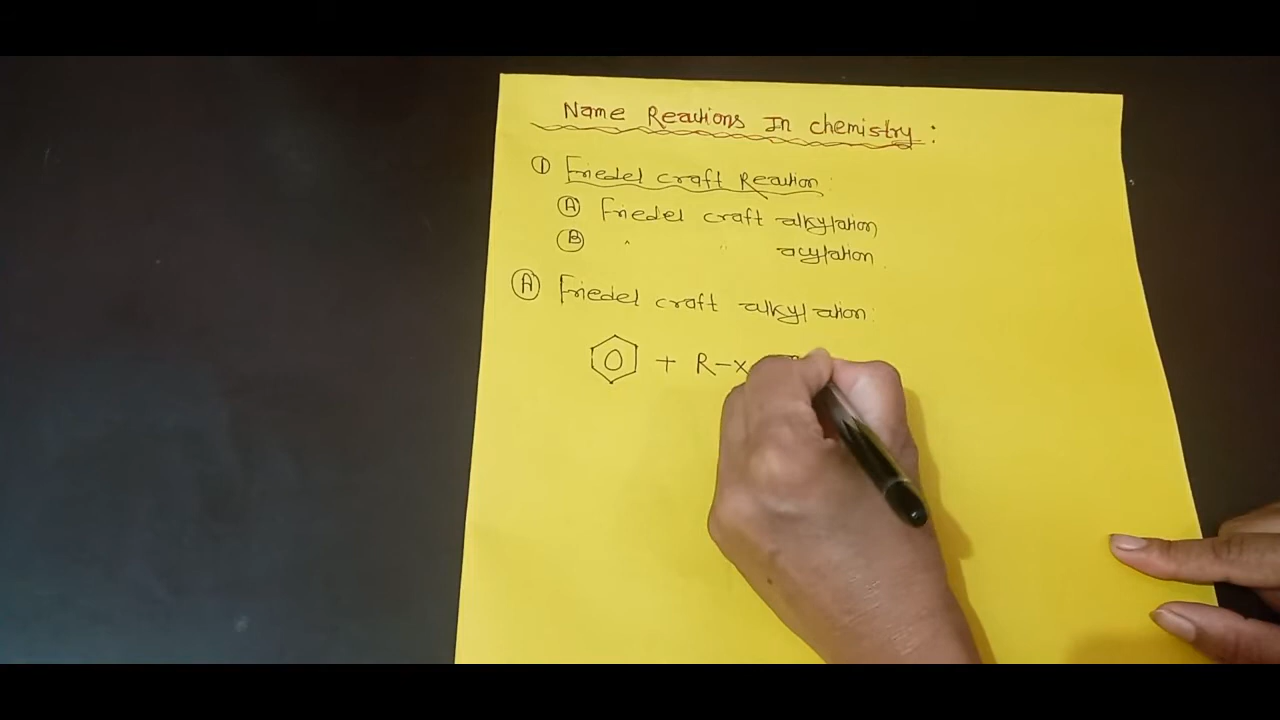 Name Reactions In chemistry:
① Friedel craft Reaction:
Ⓐ Friedel craft alkylation
Ⓑ " " acylation
Ⓐ Friedel craft alkylation:
+ R-x